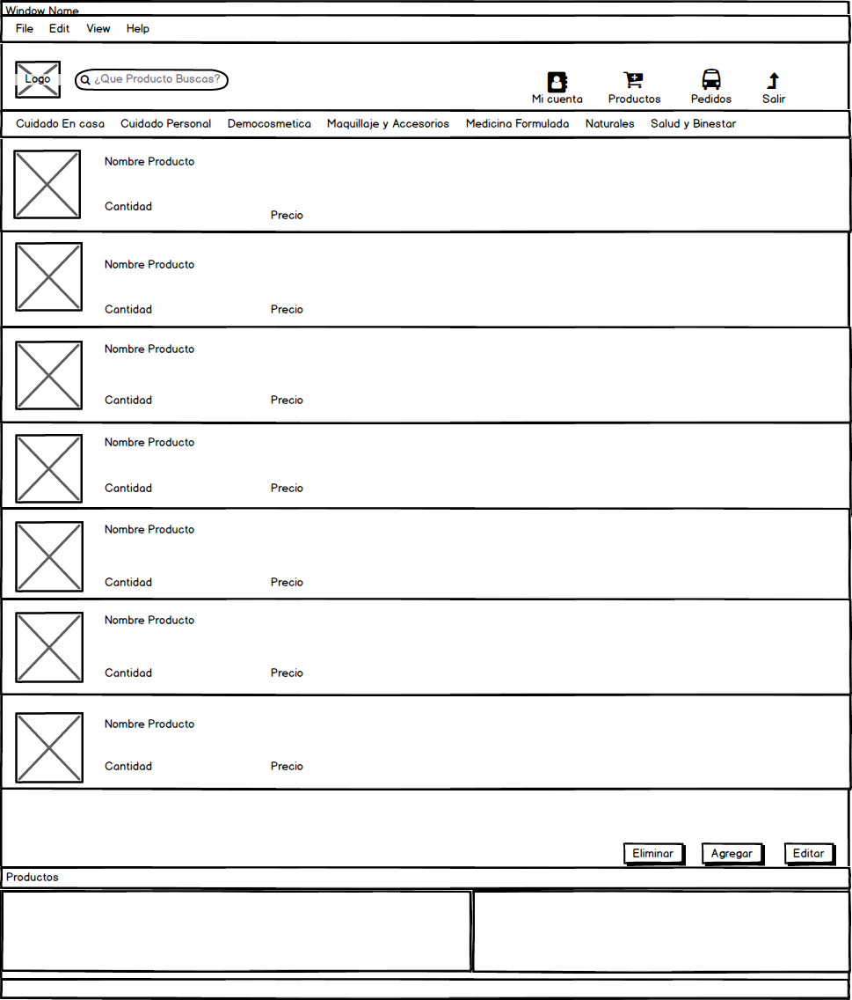 Window Name
File Edit View Help
Logo ¿Que Producto Buscas?
Mi cuenta Productos Pedidos Salir
Cuidado En casa Cuidado Personal Democosmetica Maquillaje y Accesorios Medicina Formulada Naturales Salud y Binestar
Nombre Producto
Cantidad
Precio
Nombre Producto
Cantidad Precio
Nombre Producto
Cantidad Precio
Nombre Producto
Cantidad Precio
Nombre Producto
Cantidad Precio
Nombre Producto
Cantidad Precio
Nombre Producto
Cantidad Precio
Eliminar Agregar Editar
Productos